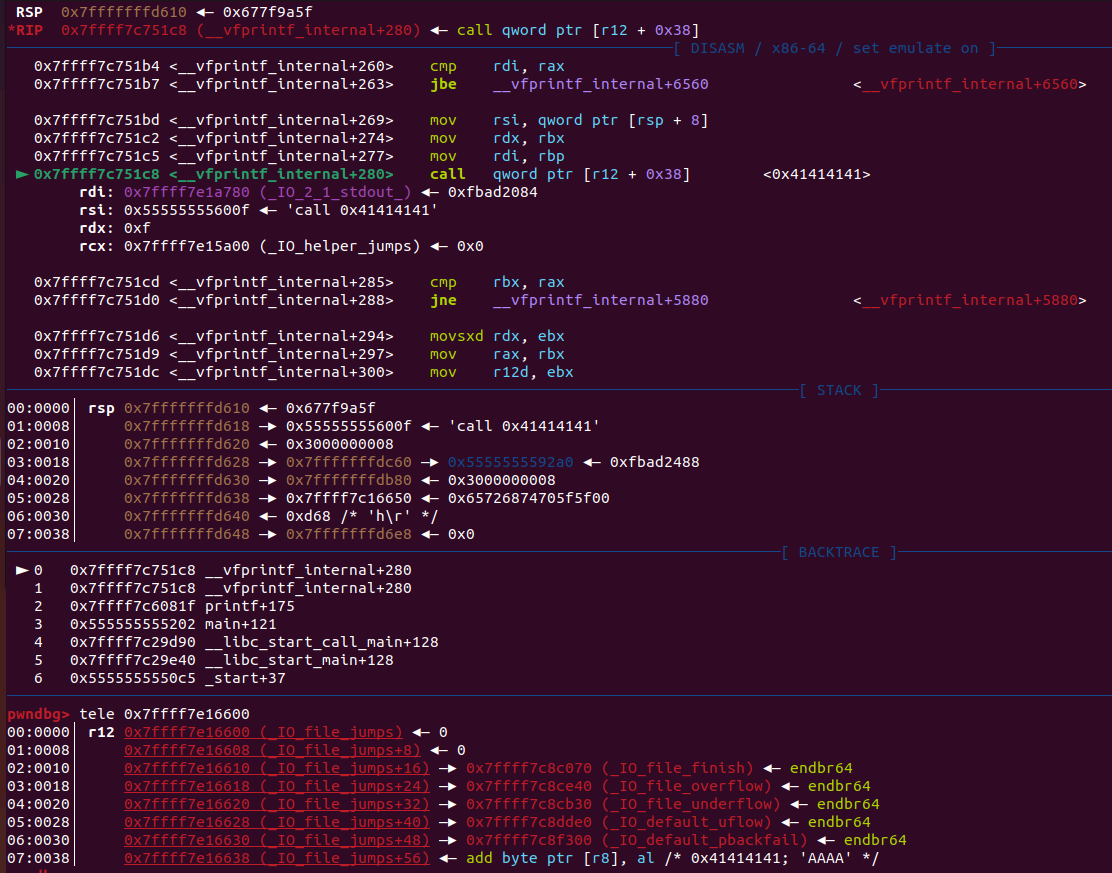 RSP  0x7fffffffd610 ◂— 0x677f9a5f
*RIP  0x7ffff7c751c8 (__vfprintf_internal+280) ◂— call qword ptr [r12 + 0x38]
[ DISASM / x86-64 / set emulate on ]
0x7ffff7c751b4 <__vfprintf_internal+260>    cmp    rdi, rax
0x7ffff7c751b7 <__vfprintf_internal+263>    jbe    __vfprintf_internal+6560                <__vfprintf_internal+6560>
0x7ffff7c751bd <__vfprintf_internal+269>    mov    rsi, qword ptr [rsp + 8]
0x7ffff7c751c2 <__vfprintf_internal+274>    mov    rdx, rbx
0x7ffff7c751c5 <__vfprintf_internal+277>    mov    rdi, rbp
► 0x7ffff7c751c8 <__vfprintf_internal+280>    call   qword ptr [r12 + 0x38]        <0x41414141>
rdi: 0x7ffff7e1a780 (_IO_2_1_stdout_) ◂— 0xfbad2084
rsi: 0x55555555600f ◂— 'call 0x41414141'
rdx: 0xf
rcx: 0x7ffff7e15a00 (_IO_helper_jumps) ◂— 0x0
0x7ffff7c751cd <__vfprintf_internal+285>    cmp    rbx, rax
0x7ffff7c751d0 <__vfprintf_internal+288>    jne    __vfprintf_internal+5880                <__vfprintf_internal+5880>
0x7ffff7c751d6 <__vfprintf_internal+294>    movsxd rdx, ebx
0x7ffff7c751d9 <__vfprintf_internal+297>    mov    rax, rbx
0x7ffff7c751dc <__vfprintf_internal+300>    mov    r12d, ebx
[ STACK ]
00:0000│ rsp 0x7fffffffd610 ◂— 0x677f9a5f
01:0008│     0x7fffffffd618 —▸ 0x55555555600f ◂— 'call 0x41414141'
02:0010│     0x7fffffffd620 ◂— 0x3000000008
03:0018│     0x7fffffffd628 —▸ 0x7fffffffdc60 —▸ 0x5555555592a0 ◂— 0xfbad2488
04:0020│     0x7fffffffd630 —▸ 0x7fffffffdb80 ◂— 0x3000000008
05:0028│     0x7fffffffd638 —▸ 0x7ffff7c16650 ◂— 0x65726874705f5f00
06:0030│     0x7fffffffd640 ◂— 0xd68 /* 'h\r' */
07:0038│     0x7fffffffd648 —▸ 0x7fffffffd6e8 ◂— 0x0
[ BACKTRACE ]
► 0   0x7ffff7c751c8 __vfprintf_internal+280
1   0x7ffff7c751c8 __vfprintf_internal+280
2   0x7ffff7c6081f printf+175
3   0x555555555202 main+121
4   0x7ffff7c29d90 __libc_start_call_main+128
5   0x7ffff7c29e40 __libc_start_main+128
6   0x5555555550c5 _start+37
pwndbg> tele 0x7ffff7e16600
00:0000│ r12 0x7ffff7e16600 (_IO_file_jumps) ◂— 0
01:0008│     0x7ffff7e16608 (_IO_file_jumps+8) ◂— 0
02:0010│     0x7ffff7e16610 (_IO_file_jumps+16) —▸ 0x7ffff7c8c070 (_IO_file_finish) ◂— endbr64
03:0018│     0x7ffff7e16618 (_IO_file_jumps+24) —▸ 0x7ffff7c8ce40 (_IO_file_overflow) ◂— endbr64
04:0020│     0x7ffff7e16620 (_IO_file_jumps+32) —▸ 0x7ffff7c8cb30 (_IO_file_underflow) ◂— endbr64
05:0028│     0x7ffff7e16628 (_IO_file_jumps+40) —▸ 0x7ffff7c8dde0 (_IO_default_uflow) ◂— endbr64
06:0030│     0x7ffff7e16630 (_IO_file_jumps+48) —▸ 0x7ffff7c8f300 (_IO_default_pbackfail) ◂— endbr64
07:0038│     0x7ffff7e16638 (_IO_file_jumps+56) ◂— add byte ptr [r8], al /* 0x41414141; 'AAAA' */